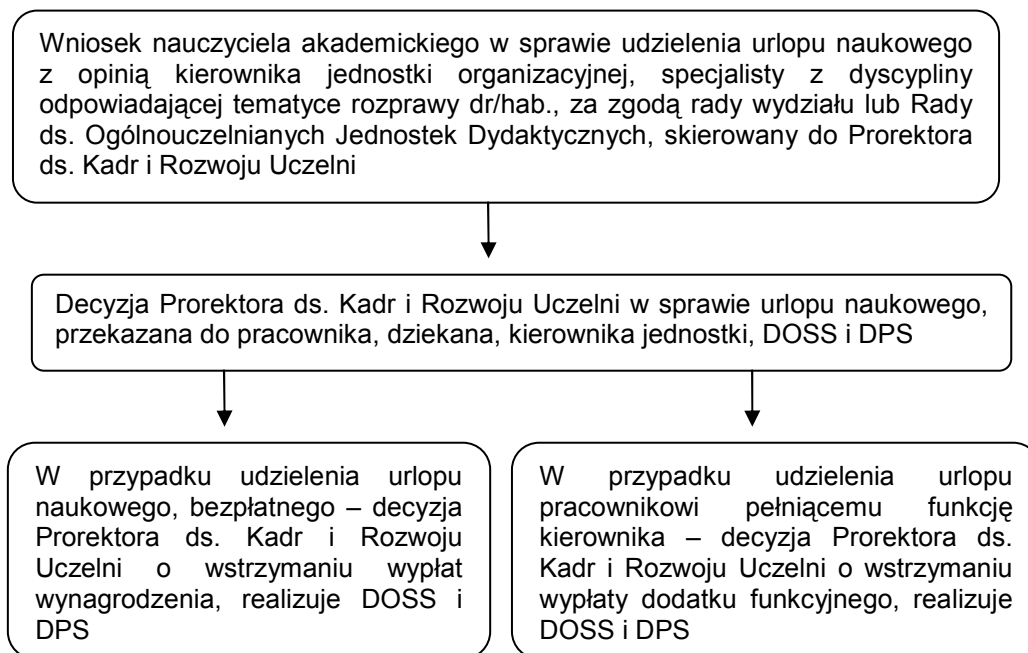 Wniosek nauczyciela akademickiego w sprawie udzielenia urlopu naukowego
z opinią kierownika jednostki organizacyjnej, specjalisty z dyscypliny
odpowiadającej tematyce rozprawy dr/hab., za zgodą rady wydziału lub Rady
ds. Ogólnouczelnianych Jednostek Dydaktycznych, skierowany do Prorektora
ds. Kadr i Rozwoju Uczelni
Decyzja Prorektora ds. Kadr i Rozwoju Uczelni w sprawie urlopu naukowego,
przekazana do pracownika, dziekana, kierownika jednostki, DOSS i DPS
W przypadku udzielenia urlopu
naukowego, bezpłatnego – decyzja
Prorektora ds. Kadr i Rozwoju
Uczelni o wstrzymaniu wypłat
wynagrodzenia, realizuje DOSS i
DPS
W przypadku udzielenia urlopu
pracownikowi pełniącemu funkcję
kierownika – decyzja Prorektora ds.
Kadr i Rozwoju Uczelni o wstrzymaniu
wypłaty dodatku funkcyjnego, realizuje
DOSS i DPS